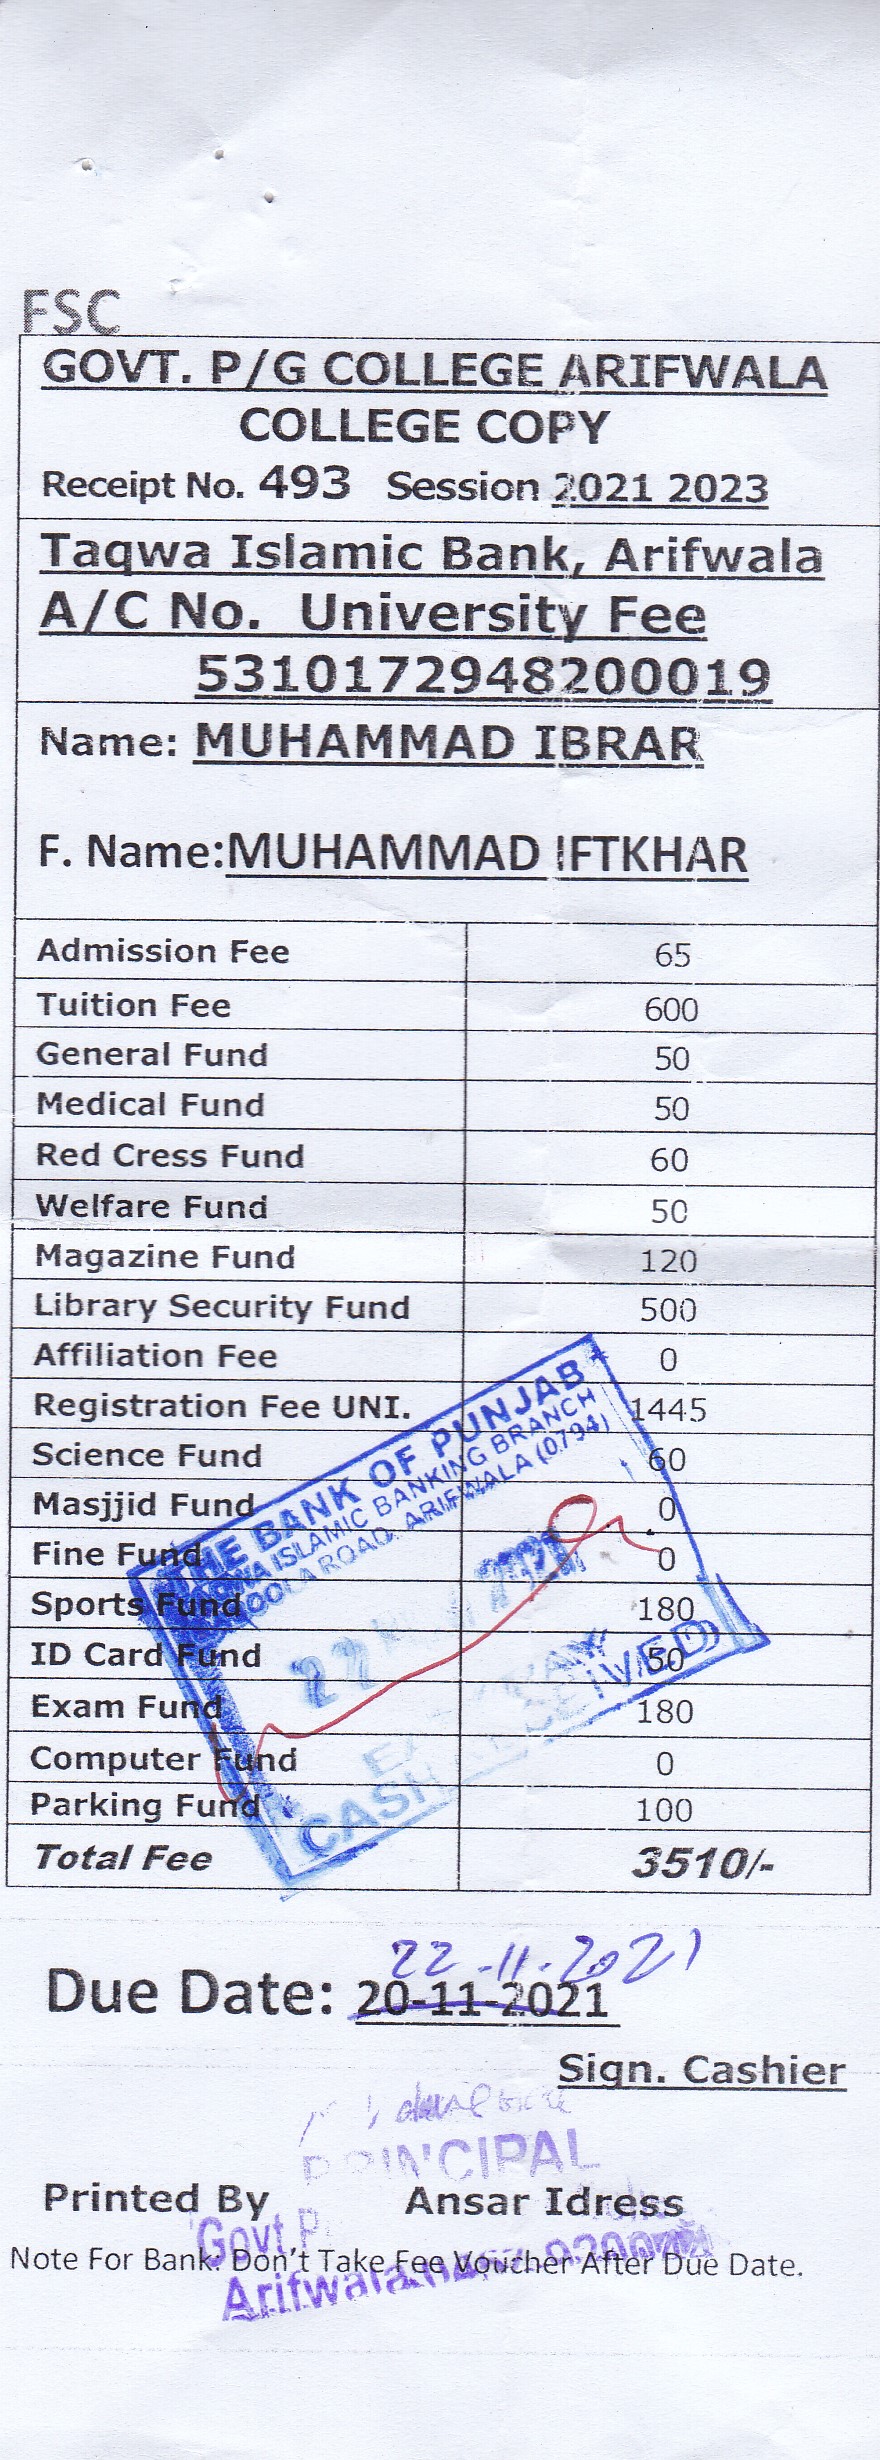 FSC
GOVT. P/G COLLEGE ARIFWALA
COLLEGE COPY
Receipt No. 493 Session 2021 2023
Taqwa Islamic Bank, Arifwala
A/C No. University Fee
5310172948200019
Name: MUHAMMAD IBRAR
F. Name:MUHAMMAD IFTKHAR
Admission Fee 65
Tuition Fee 600
General Fund 50
Medical Fund 50
Red Cress Fund 60
Welfare Fund 50
Magazine Fund 120
Library Security Fund 500
Affiliation Fee 0
Registration Fee UNI. 1445
Science Fund 60
Masjjid Fund 0
Fine Fund 0
Sports Fund 180
ID Card Fund 50
Exam Fund 180
Computer Fund 0
Parking Fund 100
Total Fee 3510/-
THE BANK OF PUNJAB
ISLAMIC BANKING BRANCH
ROAD ARIFWALA (0794)
22 2021
CASH
22-11-2021
Due Date: 20-11-2021
Sign. Cashier
PRINCIPAL
Printed By Ansar Idress
Govt P
Note For Bank. Don't Take Fee Voucher After Due Date.
Arifwala